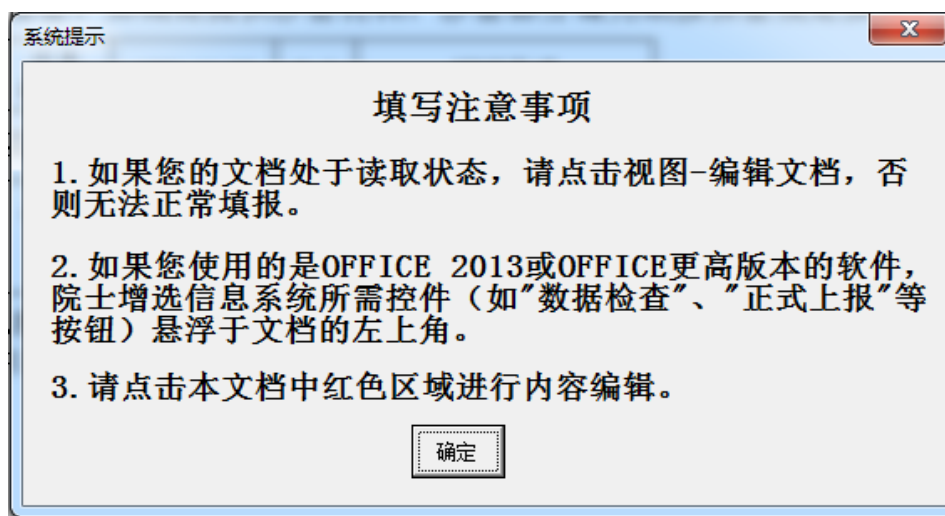 系统提示
填写注意事项
1.如果您的文档处于读取状态，请点击视图-编辑文档，否
则无法正常填报。
2.如果您使用的是OFFICE 2013或OFFICE更高版本的软件，
院士增选信息系统所需控件（如"数据检查"、"正式上报"等
按钮）悬浮于文档的左上角。
3.请点击本文档中红色区域进行内容编辑。
确定